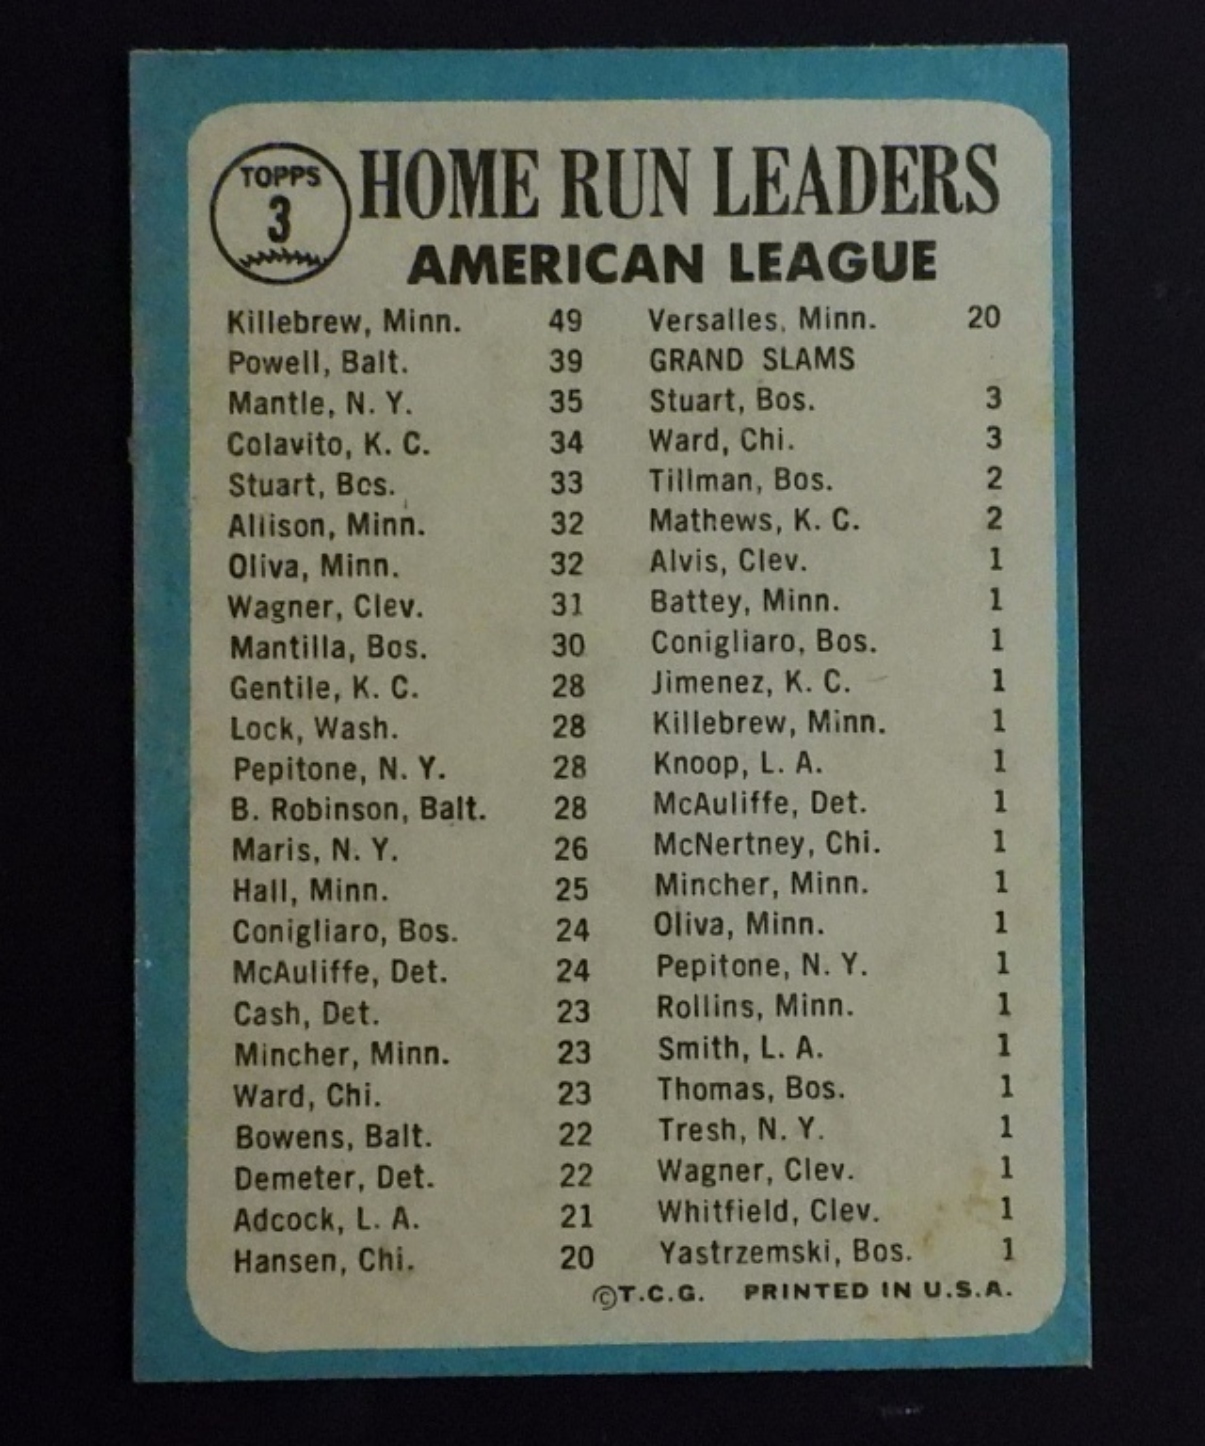 TOPPS
3
HOME RUN LEADERS
AMERICAN LEAGUE
Killebrew, Minn. 49
Powell, Balt. 39
Mantle, N. Y. 35
Colavito, K. C. 34
Stuart, Bos. 33
Allison, Minn. 32
Oliva, Minn. 32
Wagner, Clev. 31
Mantilla, Bos. 30
Gentile, K. C. 28
Lock, Wash. 28
Pepitone, N. Y. 28
B. Robinson, Balt. 28
Maris, N. Y. 26
Hall, Minn. 25
Conigliaro, Bos. 24
McAuliffe, Det. 24
Cash, Det. 23
Mincher, Minn. 23
Ward, Chi. 23
Bowens, Balt. 22
Demeter, Det. 22
Adcock, L. A. 21
Hansen, Chi. 20
Versalles, Minn. 20
GRAND SLAMS
Stuart, Bos. 3
Ward, Chi. 3
Tillman, Bos. 2
Mathews, K. C. 2
Alvis, Clev. 1
Battey, Minn. 1
Conigliaro, Bos. 1
Jimenez, K. C. 1
Killebrew, Minn. 1
Knoop, L. A. 1
McAuliffe, Det. 1
McNertney, Chi. 1
Mincher, Minn. 1
Oliva, Minn. 1
Pepitone, N. Y. 1
Rollins, Minn. 1
Smith, L. A. 1
Thomas, Bos. 1
Tresh, N. Y. 1
Wagner, Clev. 1
Whitfield, Clev. 1
Yastrzemski, Bos. 1
©T.C.G. PRINTED IN U.S.A.